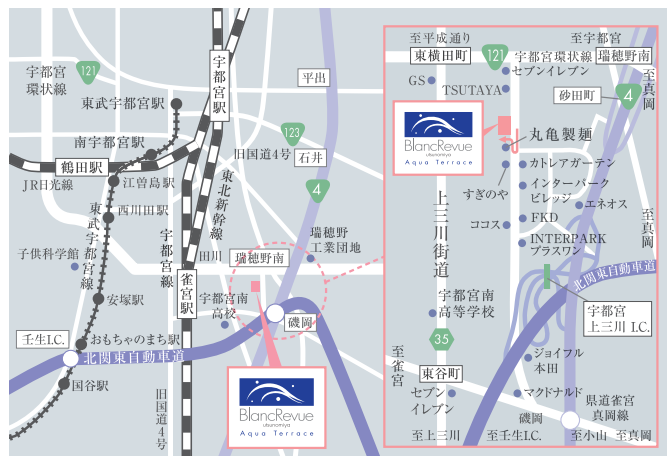 宇都宮
環状線
121
東武宇都宮駅
宇都宮駅
平出
南宇都宮駅
123
旧国道4号
石井
鶴田駅
JR日光線
江曽島駅
4
東北新幹線
西川田駅
東武宇都宮線
宇都宮線
田川
瑞穂野南
瑞穂野
工業団地
子供科学館
雀宮駅
安塚駅
宇都宮南
高校
磯岡
壬生I.C.
おもちゃのまち駅
北関東自動車道
国谷駅
旧国道4号
BlancRevue
utsunomiya
Aqua Terrace
至平成通り
至宇都宮
東横田町
121
宇都宮環状線
瑞穂野南
セブンイレブン
至真岡
GS
TSUTAYA
砂田町
4
BlancRevue
utsunomiya
Aqua Terrace
丸亀製麺
カトレアガーデン
すぎのや
インターパーク
ビレッジ
エネオス
上三川街道
ココス
FKD
至真岡
INTERPARK
プラスワン
北関東自動車道
宇都宮南
高等学校
宇都宮
上三川 I.C.
35
至雀宮
ジョイフル
本田
東谷町
セブン
イレブン
マクドナルド
県道雀宮
真岡線
磯岡
至上三川
至壬生I.C.
至小山
至真岡